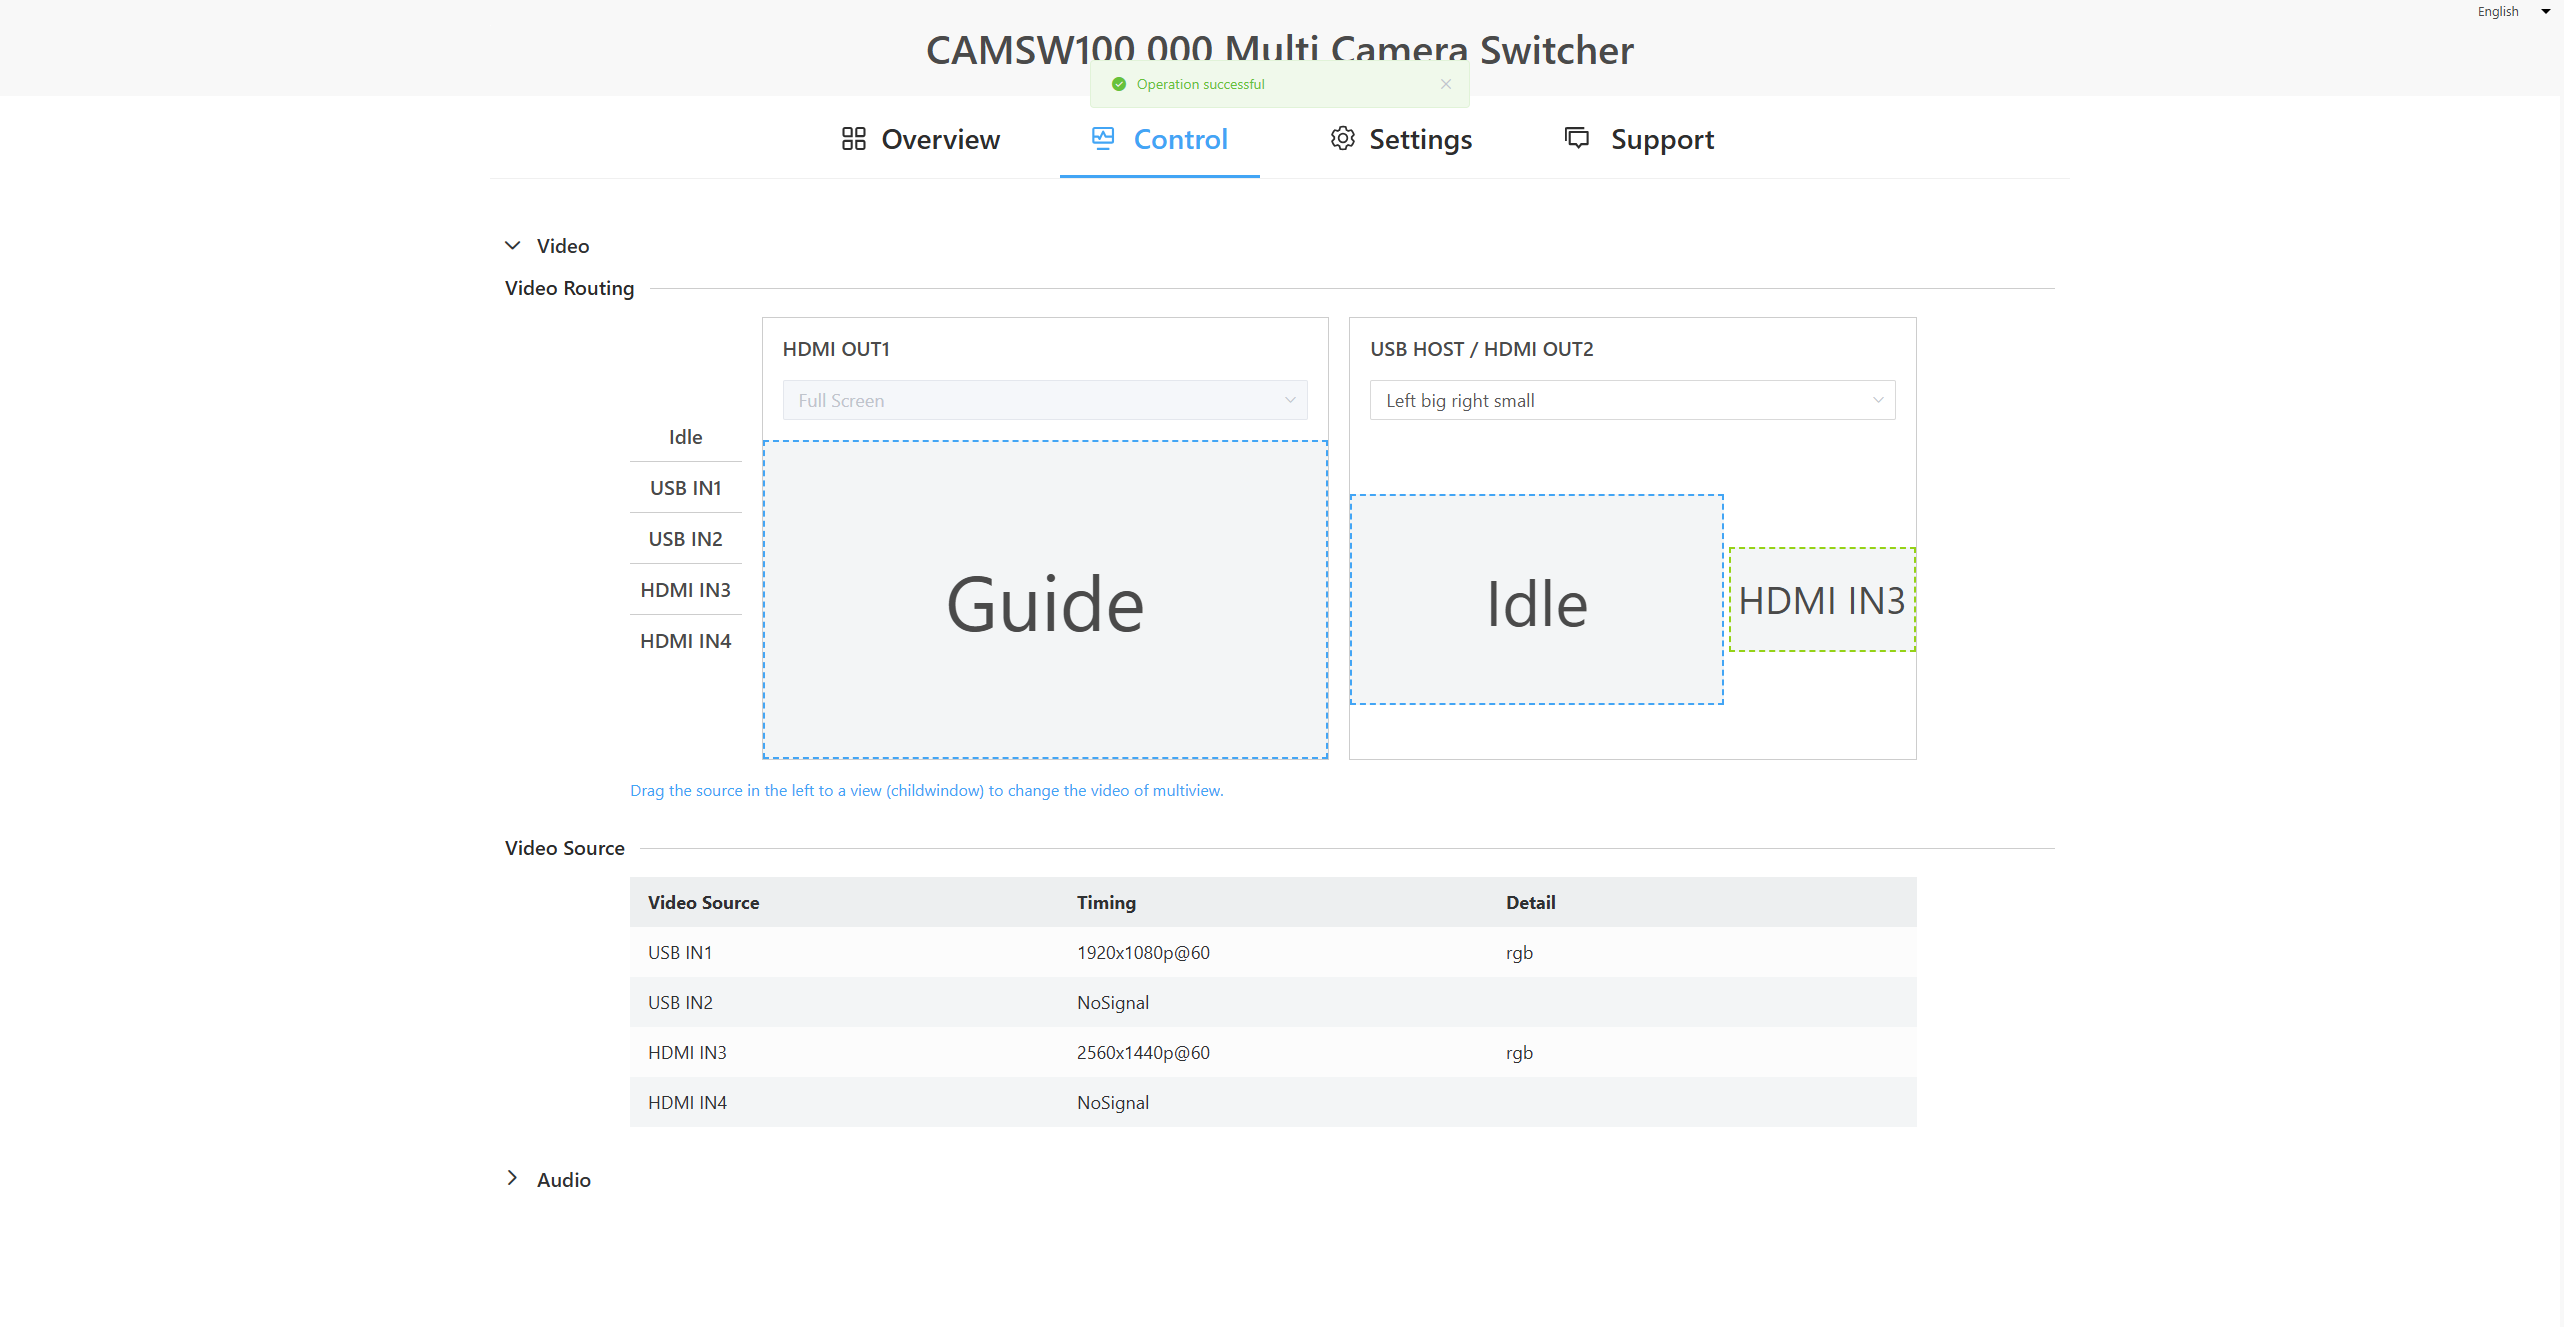 English
CAMSW100 000 Multi Camera Switcher
Operation successful
Overview Control Settings Support
Video
Video Routing
HDMI OUT1
Full Screen
USB HOST / HDMI OUT2
Left big right small
Idle
USB IN1
USB IN2
HDMI IN3
HDMI IN4
Guide
Idle
HDMI IN3
Drag the source in the left to a view (childwindow) to change the video of multiview.
Video Source
Video Source Timing Detail
USB IN1 1920x1080p@60 rgb
USB IN2 NoSignal
HDMI IN3 2560x1440p@60 rgb
HDMI IN4 NoSignal
Audio